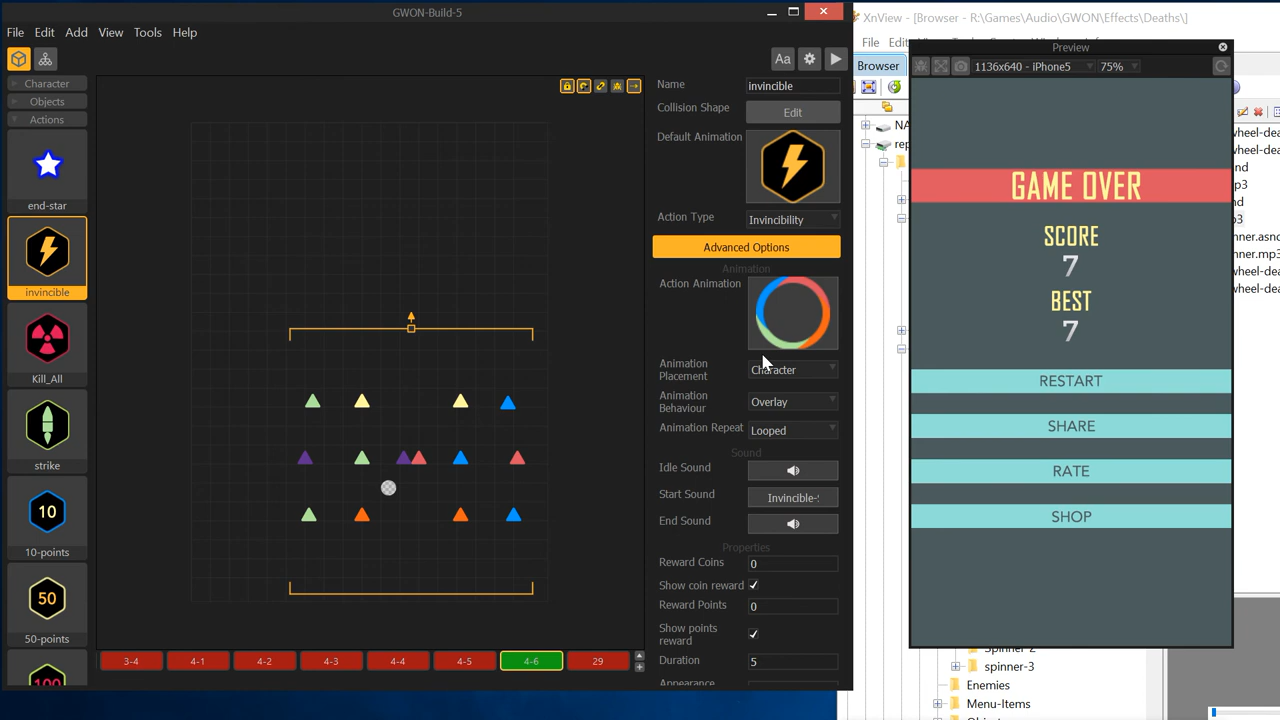 GWON-Build-5
File Edit Add View Tools Help
Aa
Character
Objects
Actions
end-star
invincible
Kill_All
strike
10
10-points
50
50-points
100
3-4 4-1 4-2 4-3 4-4 4-5 4-6 29
Name invincible
Collision Shape Edit
Default Animation
Action Type Invincibility
Advanced Options
Animation
Action Animation
Animation Placement Character
Animation Behaviour Overlay
Animation Repeat Looped
Sound
Idle Sound
Start Sound Invincible-
End Sound
Properties
Reward Coins 0
Show coin reward
Reward Points 0
Show points reward
Duration 5
Appearance
XnView - [Browser - R:\Games\Audio\GWON\Effects\Deaths\]
File
Browser
Preview
1136x640 - iPhone5 75%
GAME OVER
SCORE
7
BEST
7
RESTART
SHARE
RATE
SHOP
spinner-3
Enemies
Menu-Items